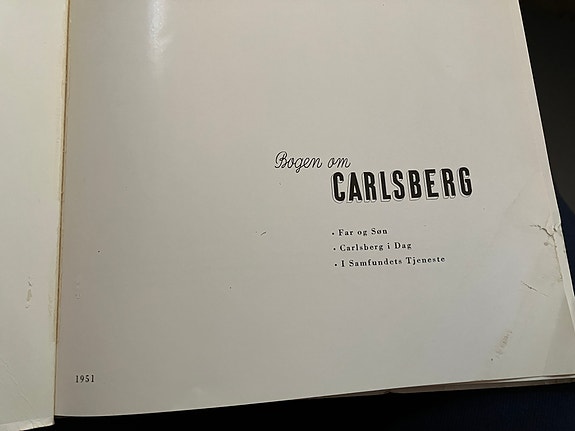 Bogen om
CARLSBERG
• Far og Søn
• Carlsberg i Dag
• I Samfundets Tjeneste
1951